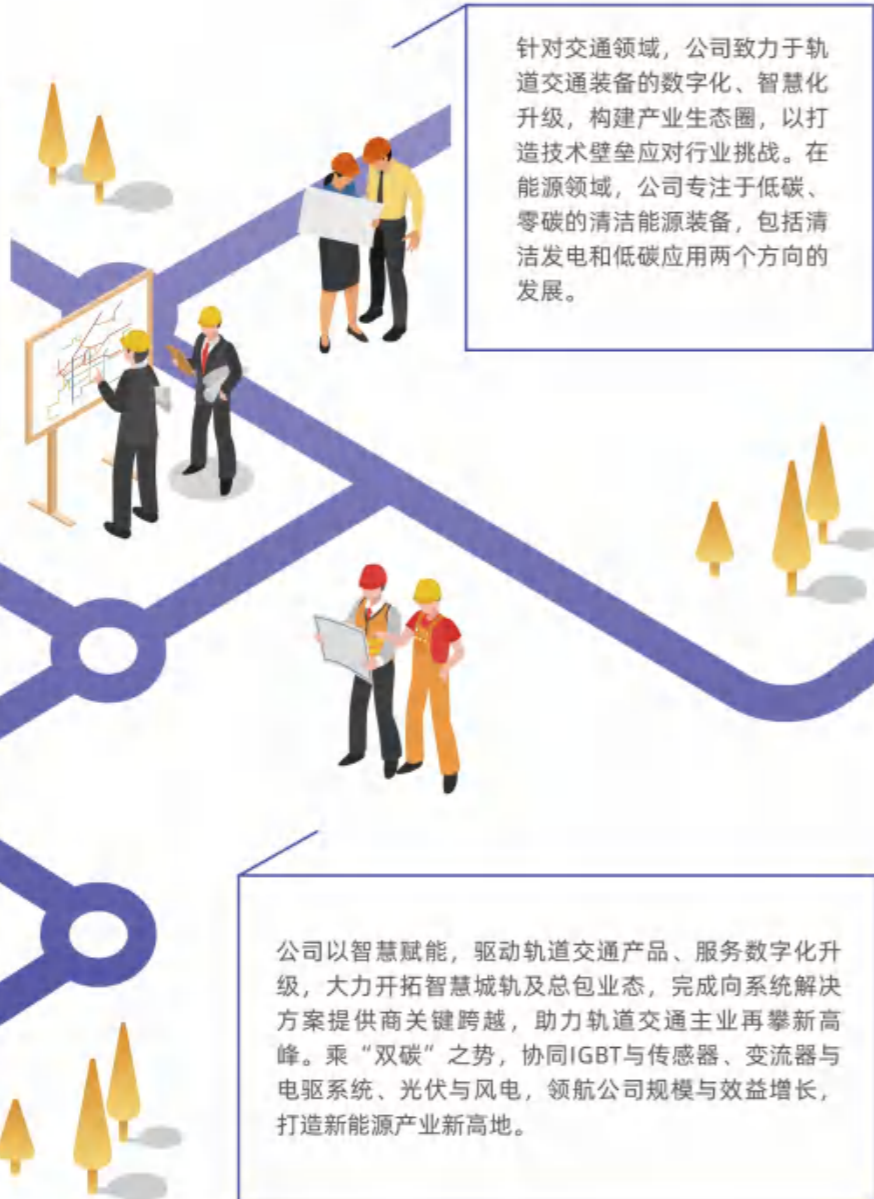 针对交通领域，公司致力于轨
道交通装备的数字化、智慧化
升级，构建产业生态圈，以打
造技术壁垒应对行业挑战。在
能源领域，公司专注于低碳、
零碳的清洁能源装备，包括清
洁发电和低碳应用两个方向的
发展。
公司以智慧赋能，驱动轨道交通产品、服务数字化升
级，大力开拓智慧城轨及总包业态，完成向系统解决
方案提供商关键跨越，助力轨道交通主业再攀新高
峰。乘“双碳”之势，协同IGBT与传感器、变流器与
电驱系统、光伏与风电，领航公司规模与效益增长，
打造新能源产业新高地。